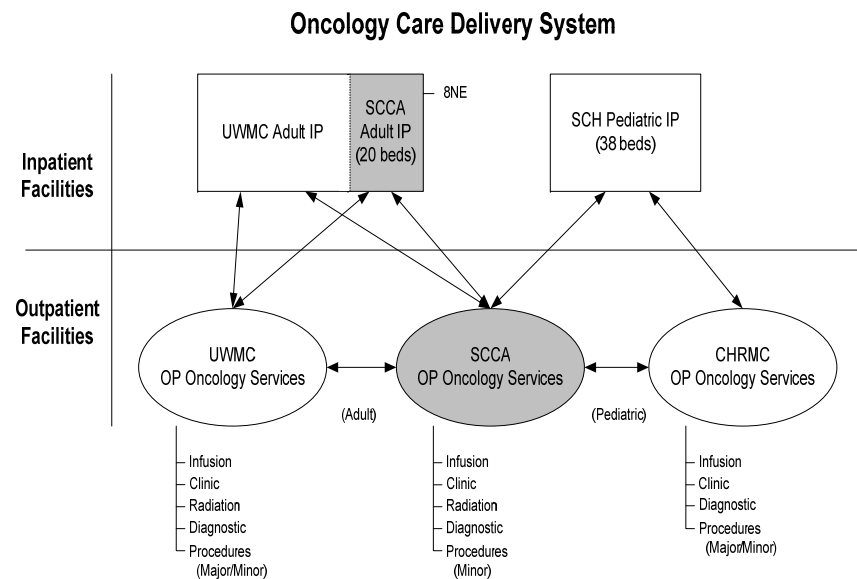 Oncology Care Delivery System
Inpatient
Facilities
UWMC Adult IP
SCCA
Adult IP
(20 beds)
8NE
SCH Pediatric IP
(38 beds)
Outpatient
Facilities
UWMC
OP Oncology Services
(Adult)
SCCA
OP Oncology Services
(Pediatric)
CHRMC
OP Oncology Services
Infusion
Clinic
Radiation
Diagnostic
Procedures
(Major/Minor)
Infusion
Clinic
Radiation
Diagnostic
Procedures
(Minor)
Infusion
Clinic
Diagnostic
Procedures
(Major/Minor)